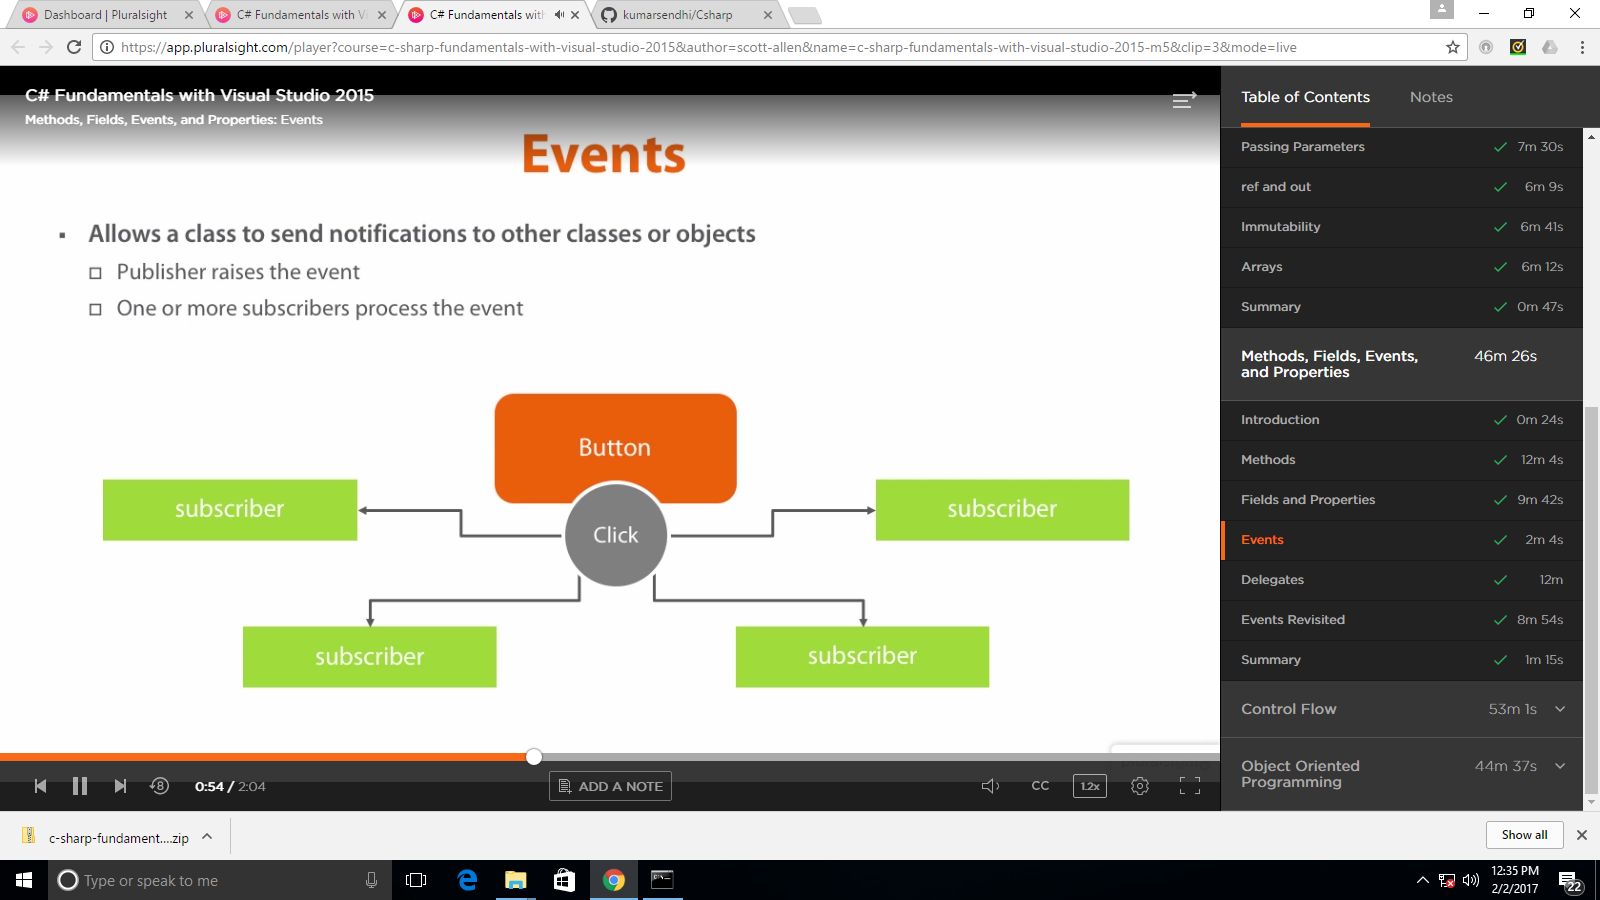 Dashboard | Pluralsight
C# Fundamentals with V
C# Fundamentals with
kumarsendhi/Csharp
https://app.pluralsight.com/player?course=c-sharp-fundamentals-with-visual-studio-2015&author=scott-allen&name=c-sharp-fundamentals-with-visual-studio-2015-m5&clip=3&mode=live
C# Fundamentals with Visual Studio 2015
Methods, Fields, Events, and Properties: Events
Events
Allows a class to send notifications to other classes or objects
Publisher raises the event
One or more subscribers process the event
Button
Click
subscriber
subscriber
subscriber
subscriber
0:54 / 2:04
ADD A NOTE
CC
1.2x
Table of Contents
Notes
Passing Parameters 7m 30s
ref and out 6m 9s
Immutability 6m 41s
Arrays 6m 12s
Summary 0m 47s
Methods, Fields, Events, 46m 26s
and Properties
Introduction 0m 24s
Methods 12m 4s
Fields and Properties 9m 42s
Events 2m 4s
Delegates 12m
Events Revisited 8m 54s
Summary 1m 15s
Control Flow 53m 1s
Object Oriented 44m 37s
Programming
c-sharp-fundament....zip
Show all
Type or speak to me
12:35 PM
2/2/2017
22